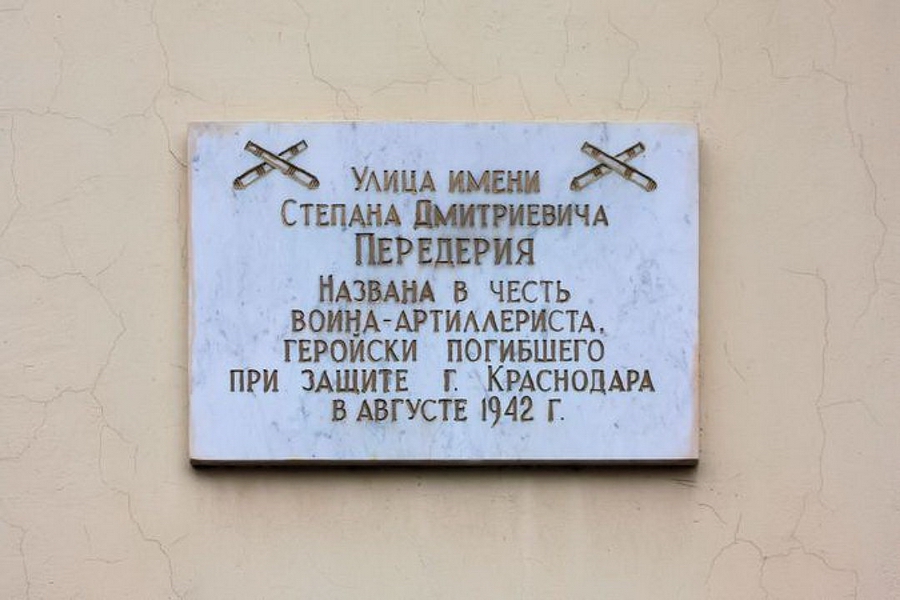 Улица имени
Степана Дмитриевича
Передерия
Названа в честь
воина-артиллериста,
геройски погибшего
при защите г. Краснодара
в августе 1942 г.